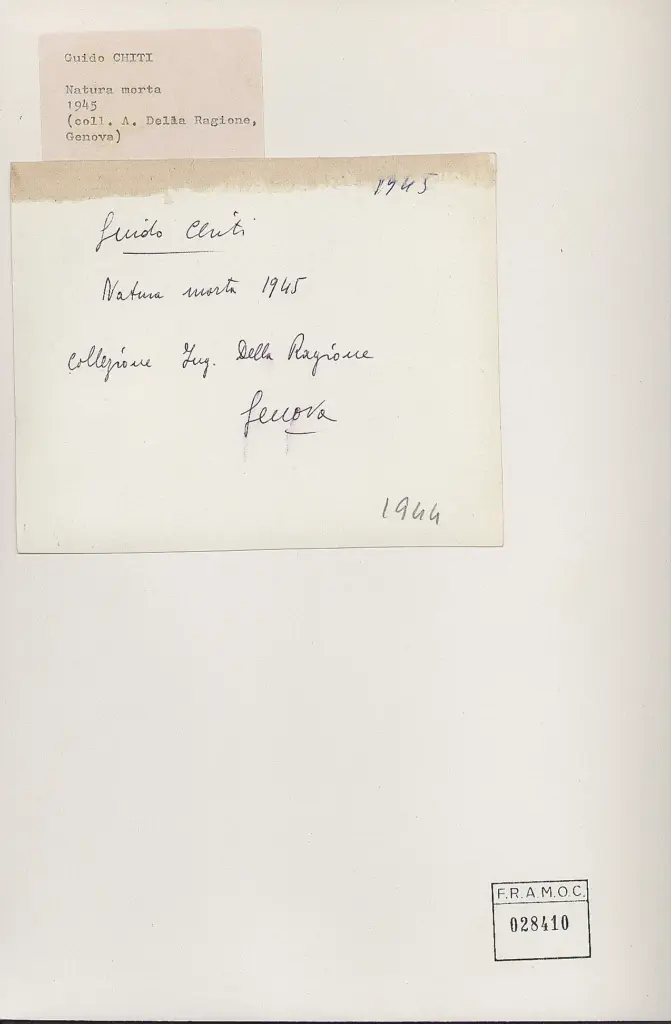 Guido CHITI
Natura morta
1945
(coll. A. Della Ragione,
Genova)
1945
Guido Chiti
Natura morta 1945
Collezione Ing. Della Ragione
Genova
1944
F.R.A.M.O.C.
028410